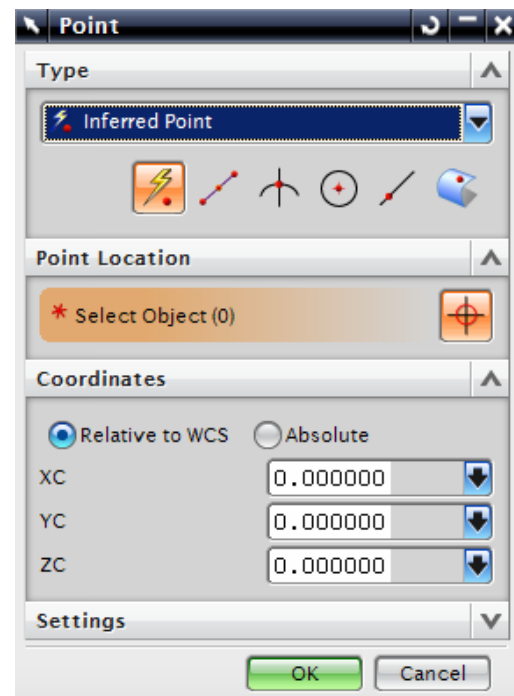 Point
Type
Inferred Point
Point Location
* Select Object (0)
Coordinates
Relative to WCS Absolute
XC 0.000000
YC 0.000000
ZC 0.000000
Settings
OK Cancel